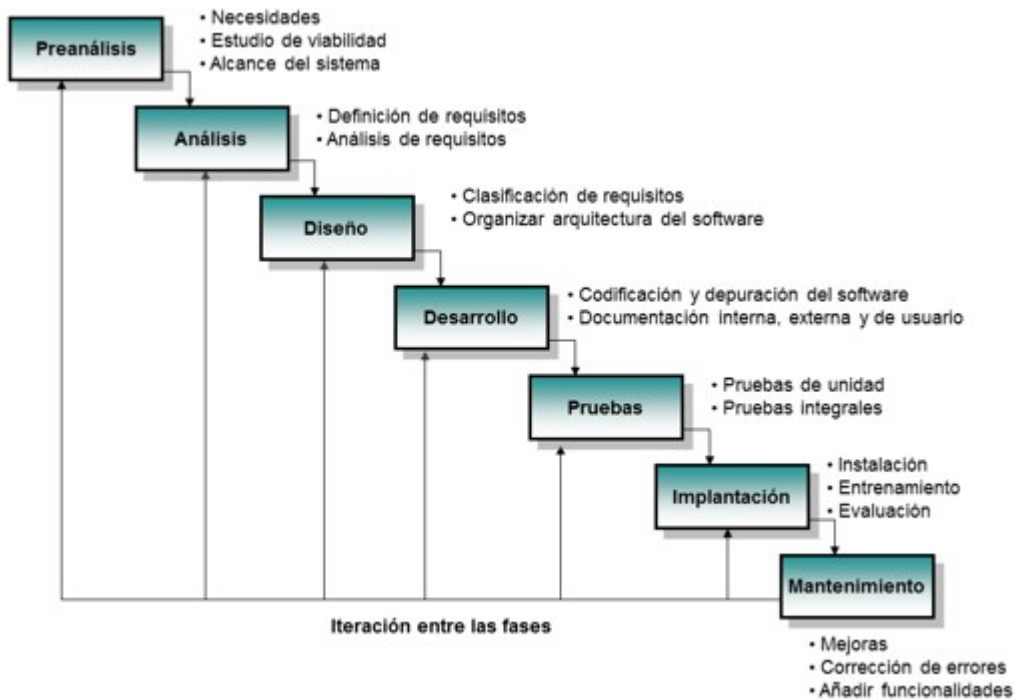 Preanálisis
• Necesidades
• Estudio de viabilidad
• Alcance del sistema
Análisis
• Definición de requisitos
• Análisis de requisitos
Diseño
• Clasificación de requisitos
• Organizar arquitectura del software
Desarrollo
• Codificación y depuración del software
• Documentación interna, externa y de usuario
Pruebas
• Pruebas de unidad
• Pruebas integrales
Implantación
• Instalación
• Entrenamiento
• Evaluación
Mantenimiento
Iteración entre las fases
• Mejoras
• Corrección de errores
• Añadir funcionalidades